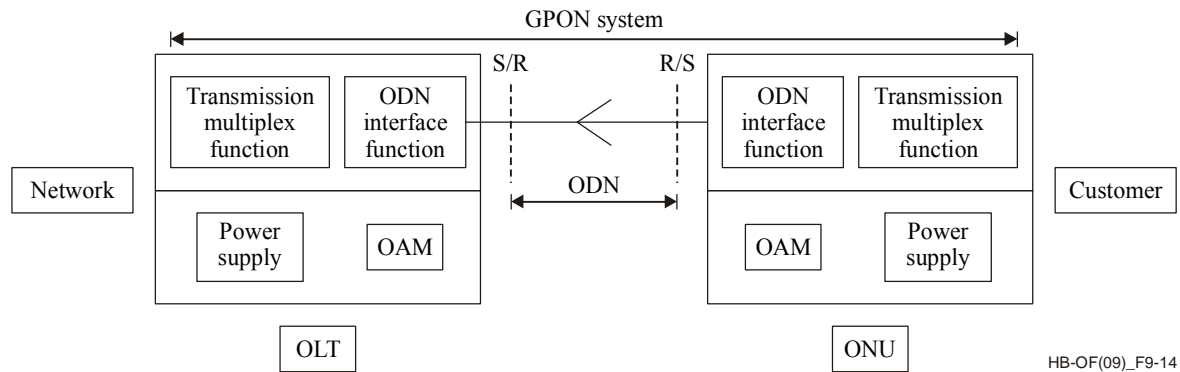 GPON system
S/R
R/S
Transmission
multiplex
function
ODN
interface
function
ODN
interface
function
Transmission
multiplex
function
Network
ODN
Customer
Power
supply
OAM
OAM
Power
supply
OLT
ONU
HB-OF(09)_F9-14